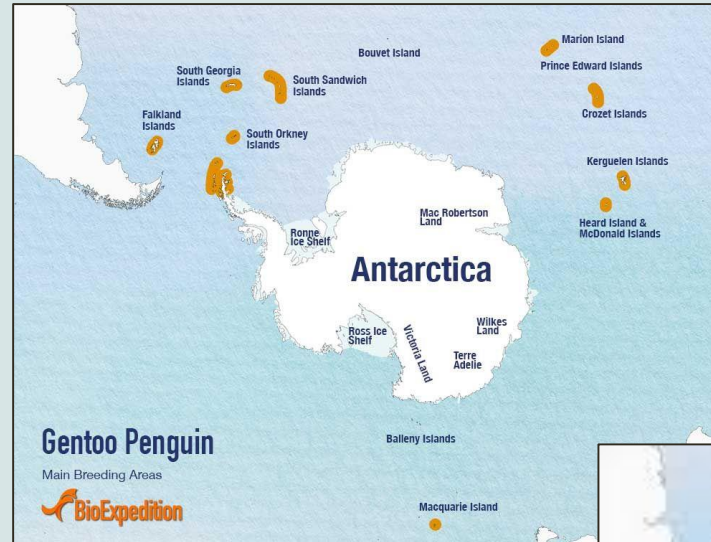 Bouvet Island
Marion Island
Prince Edward Islands
South Georgia
Islands
South Sandwich
Islands
Crozet Islands
Falkland
Islands
South Orkney
Islands
Kerguelen Islands
Heard Island &
McDonald Islands
Mac Robertson
Land
Ronne
Ice Shelf
Antarctica
Ross Ice
Shelf
Victoria Land
Wilkes
Land
Terre
Adelie
Gentoo Penguin
Main Breeding Areas
BioExpedition
Balleny Islands
Macquarie Island